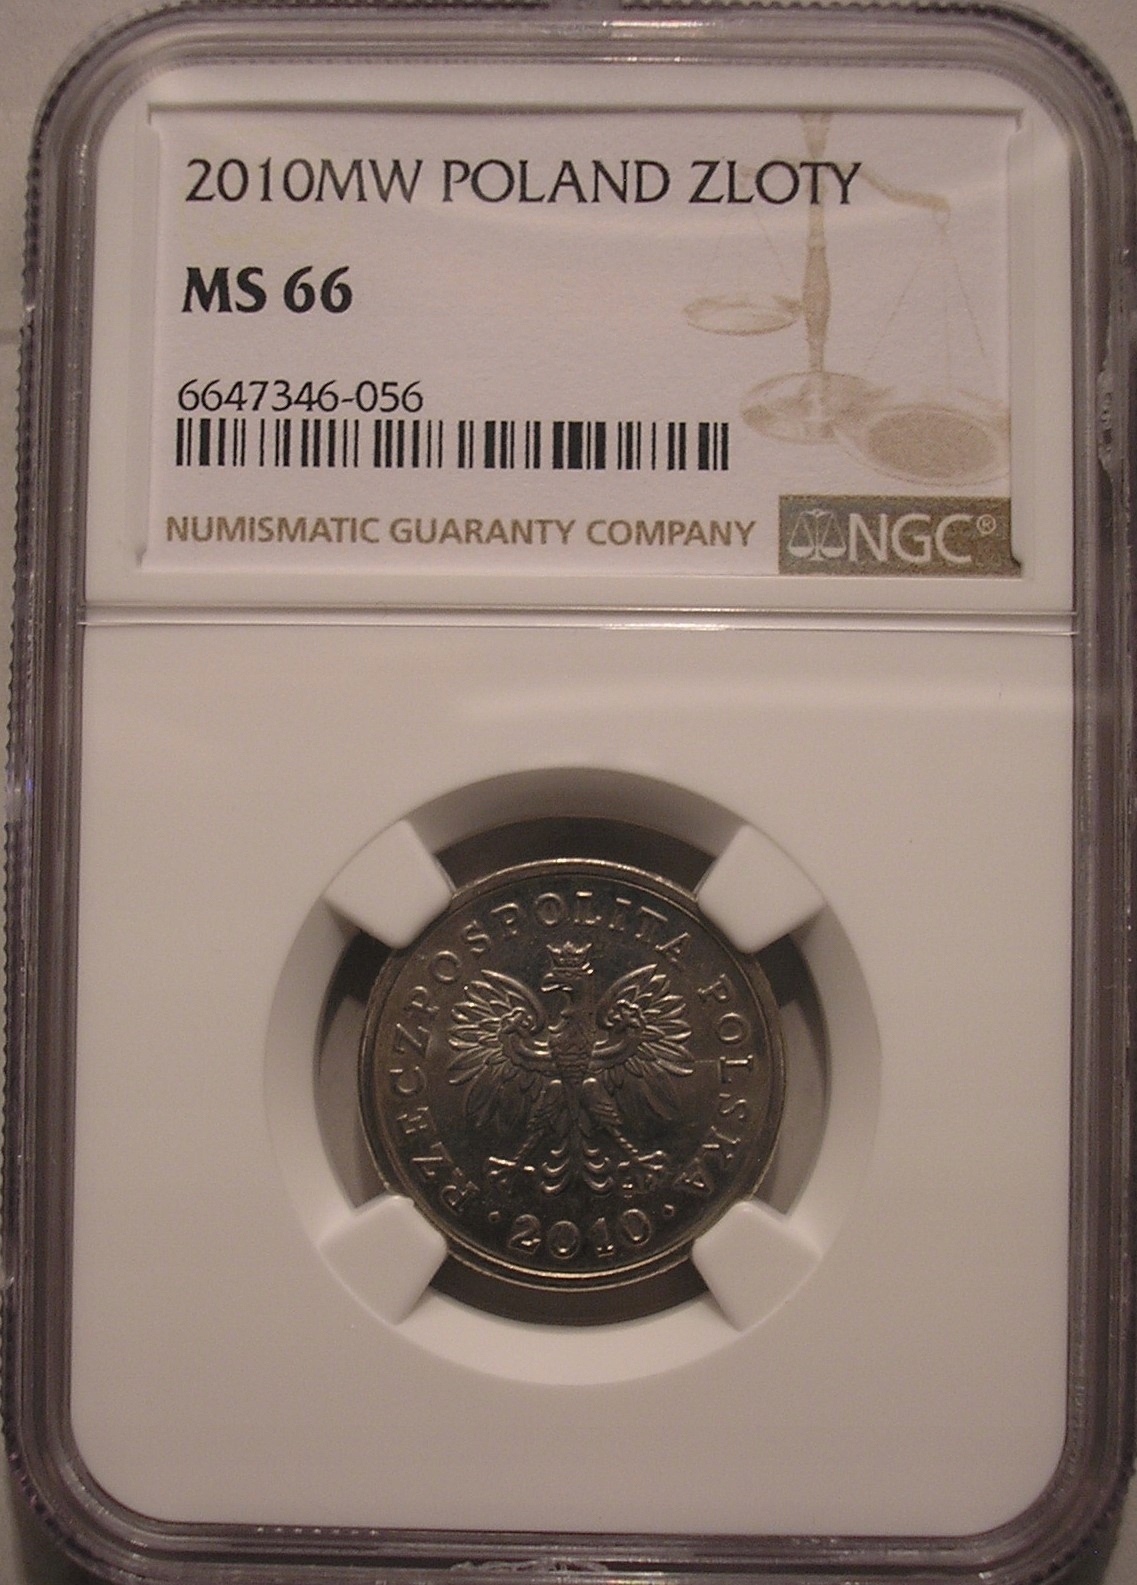 2010MW POLAND ZLOTY
MS 66
6647346-056
NUMISMATIC GUARANTY COMPANY NGC®
RZECZPOSPOLITA POLSKA
· 2010 ·